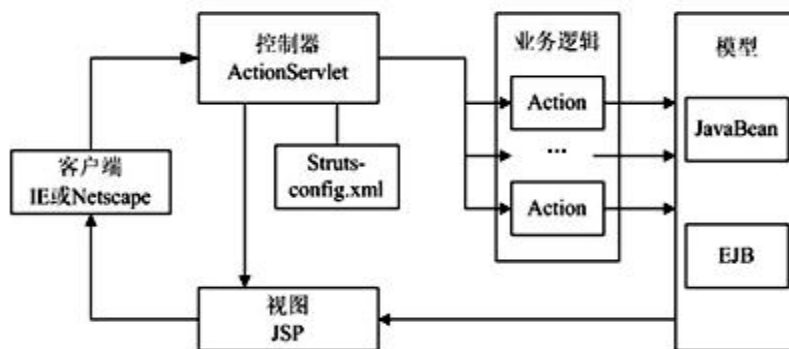 控制器
ActionServlet
业务逻辑
模型
Action
JavaBean
...
客户端
IE或Netscape
Struts-
config.xml
Action
EJB
视图
JSP